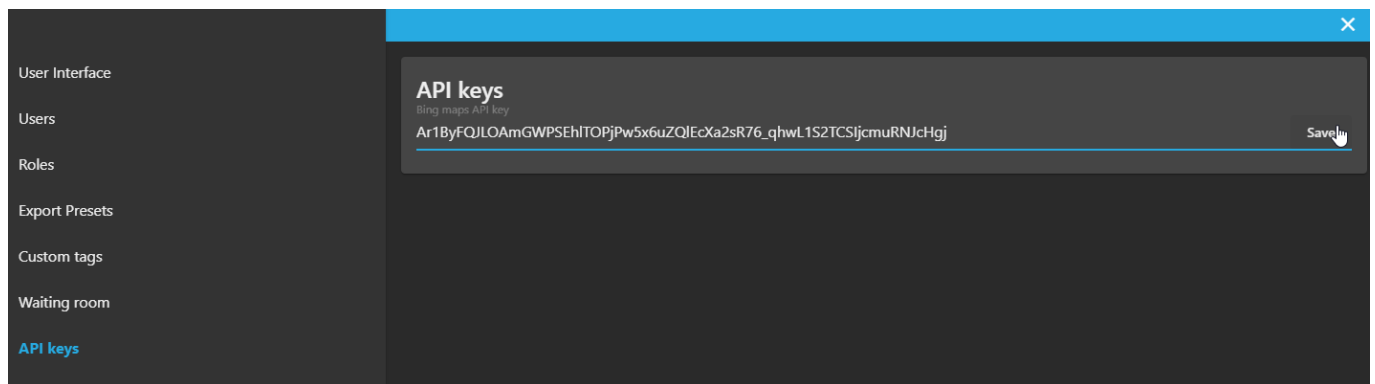 User Interface
Users
Roles
Export Presets
Custom tags
Waiting room
API keys
API keys
Bing maps API key
Ar1ByFQJLOAmGWPSEhlTOPjPw5x6uZQlEcXa2sR76_qhwL1S2TCSIjcmuRNJcHgj
Save